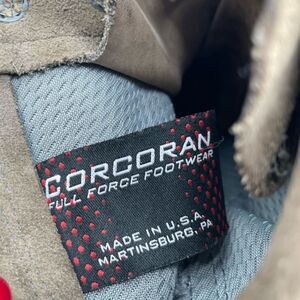 CORCORAN
FULL FORCE FOOTWEAR
MADE IN U.S.A.
MARTINSBURG, PA